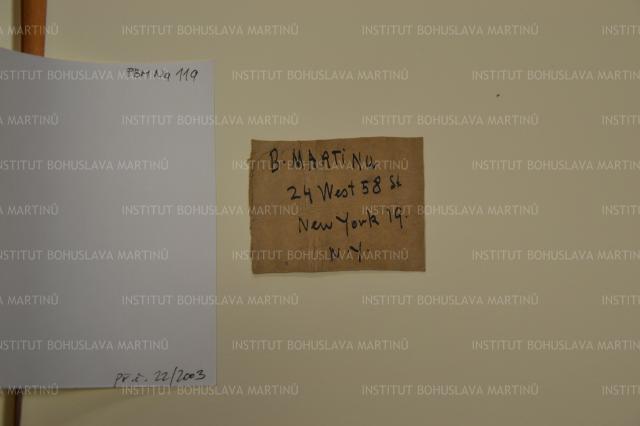 PBM Na 119
B. MARTiNU
24 West 58 St
New York 19.
N.Y.
př. č. 22/2003
INSTITUT BOHUSLAVA MARTINŮ